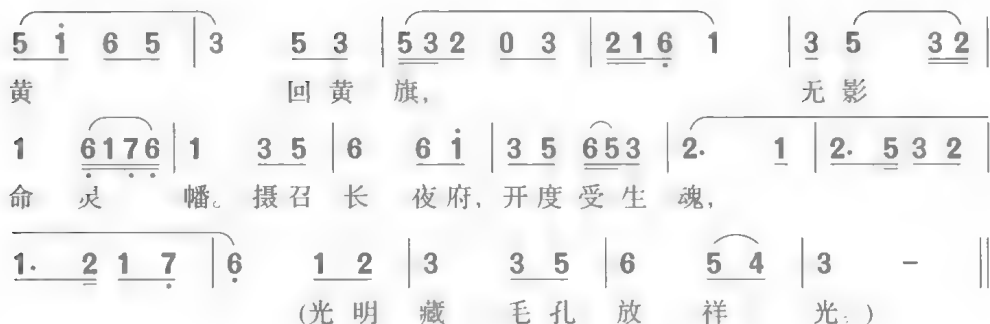 5 i 6 5 | 3 5 3 | 5 3 2 0 3 | 2 1 6 1 | 3 5 3 2 |
黄 回黄 旗, 无影
1 6 1 7 6 | 1 3 5 | 6 6 i | 3 5 6 5 3 | 2· 1 | 2· 5 3 2 |
命 灵 幡。摄召 长 夜府, 开度受生 魂,
1· 2 1 7 | 6 1 2 | 3 3 5 | 6 5 4 | 3 – ‖
(光明 藏 毛孔 放 祥 光。)